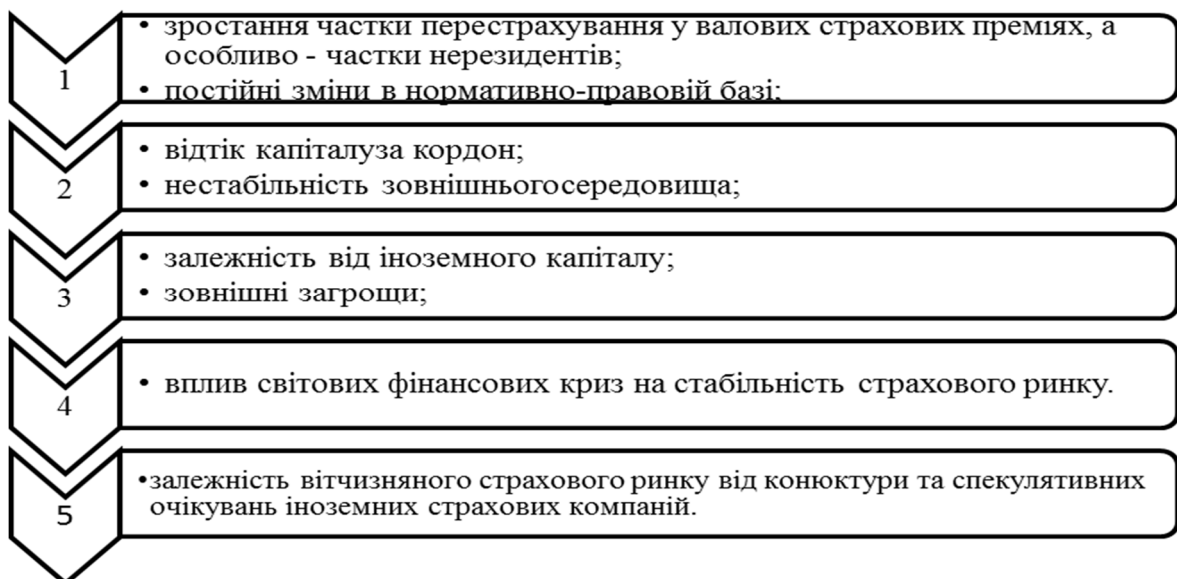 1
• зростання частки перестрахування у валових страхових преміях, а
особливо - частки нерезидентів;
• постійні зміни в нормативно-правовій базі;
2
• відтік капіталуза кордон;
• нестабільність зовнішньогосередовища;
3
• залежність від іноземного капіталу;
• зовнішні загрощи;
4
• вплив світових фінансових криз на стабільність страхового ринку.
5
•залежність вітчизняного страхового ринку від конюктури та спекулятивних
очікувань іноземних страхових компаній.